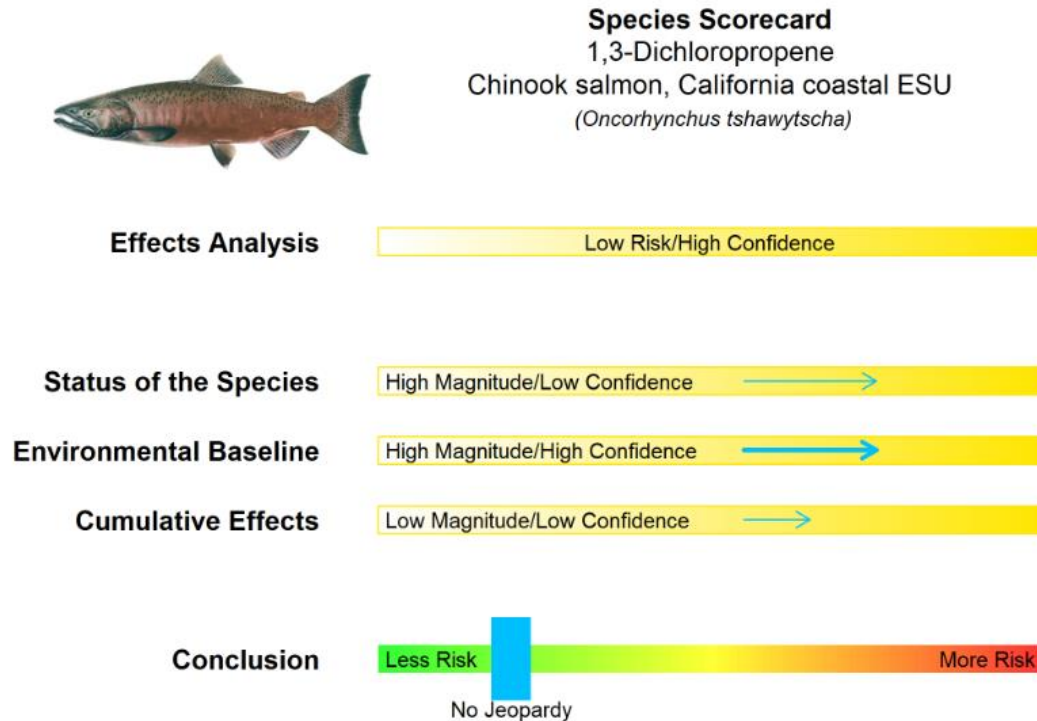 Species Scorecard
1,3-Dichloropropene
Chinook salmon, California coastal ESU
(Oncorhynchus tshawytscha)
Effects Analysis
Low Risk/High Confidence
Status of the Species
High Magnitude/Low Confidence
Environmental Baseline
High Magnitude/High Confidence
Cumulative Effects
Low Magnitude/Low Confidence
Conclusion
Less Risk
More Risk
No Jeopardy